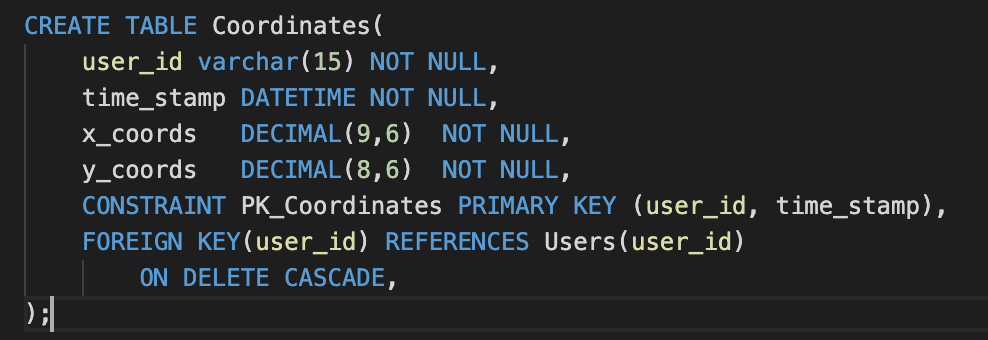 CREATE TABLE Coordinates(
    user_id varchar(15) NOT NULL,
    time_stamp DATETIME NOT NULL,
    x_coords   DECIMAL(9,6)  NOT NULL,
    y_coords   DECIMAL(8,6)  NOT NULL,
    CONSTRAINT PK_Coordinates PRIMARY KEY (user_id, time_stamp),
    FOREIGN KEY(user_id) REFERENCES Users(user_id)
        ON DELETE CASCADE,
);